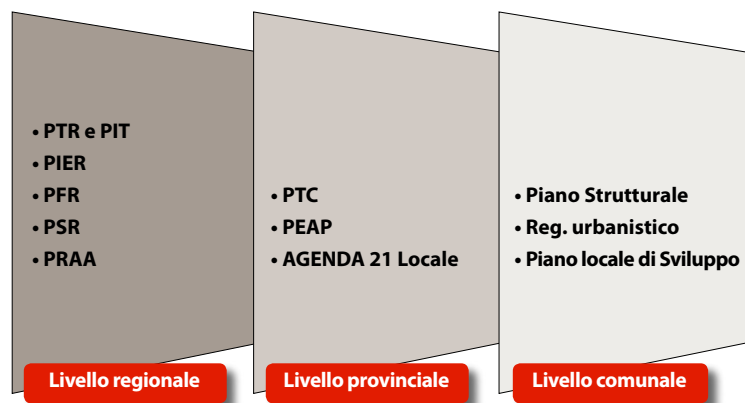 • PTR e PIT
• PIER
• PFR
• PSR
• PRAA
Livello regionale
• PTC
• PEAP
• AGENDA 21 Locale
Livello provinciale
• Piano Strutturale
• Reg. urbanistico
• Piano locale di Sviluppo
Livello comunale